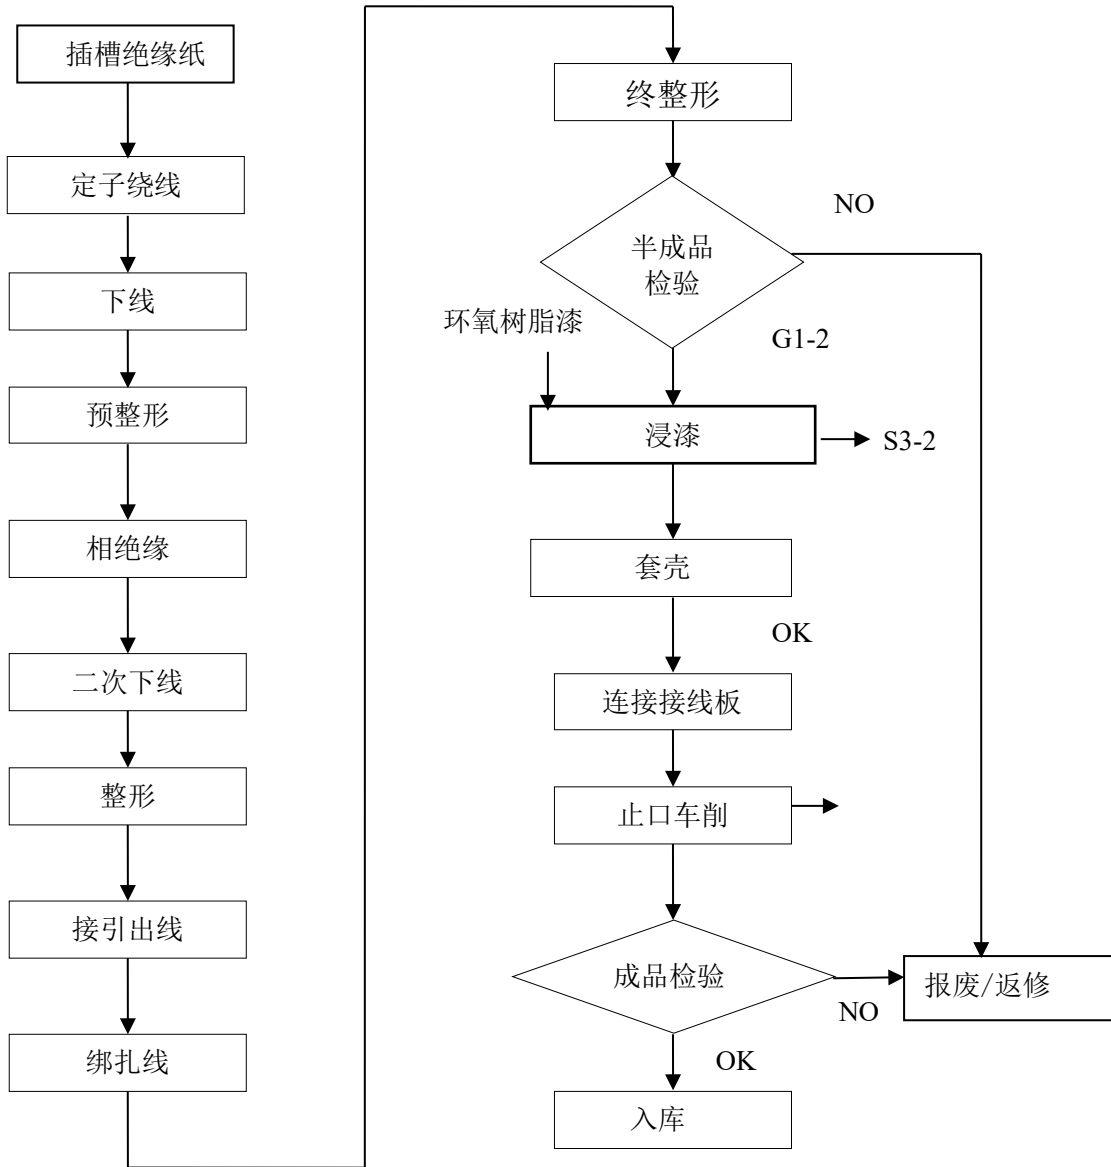 插槽绝缘纸
定子绕线
下线
预整形
相绝缘
二次下线
整形
接引出线
绑扎线
终整形
NO
半成品
检验
环氧树脂漆
G1-2
浸漆
S3-2
套壳
OK
连接接线板
止口车削
成品检验
报废/返修
NO
OK
入库